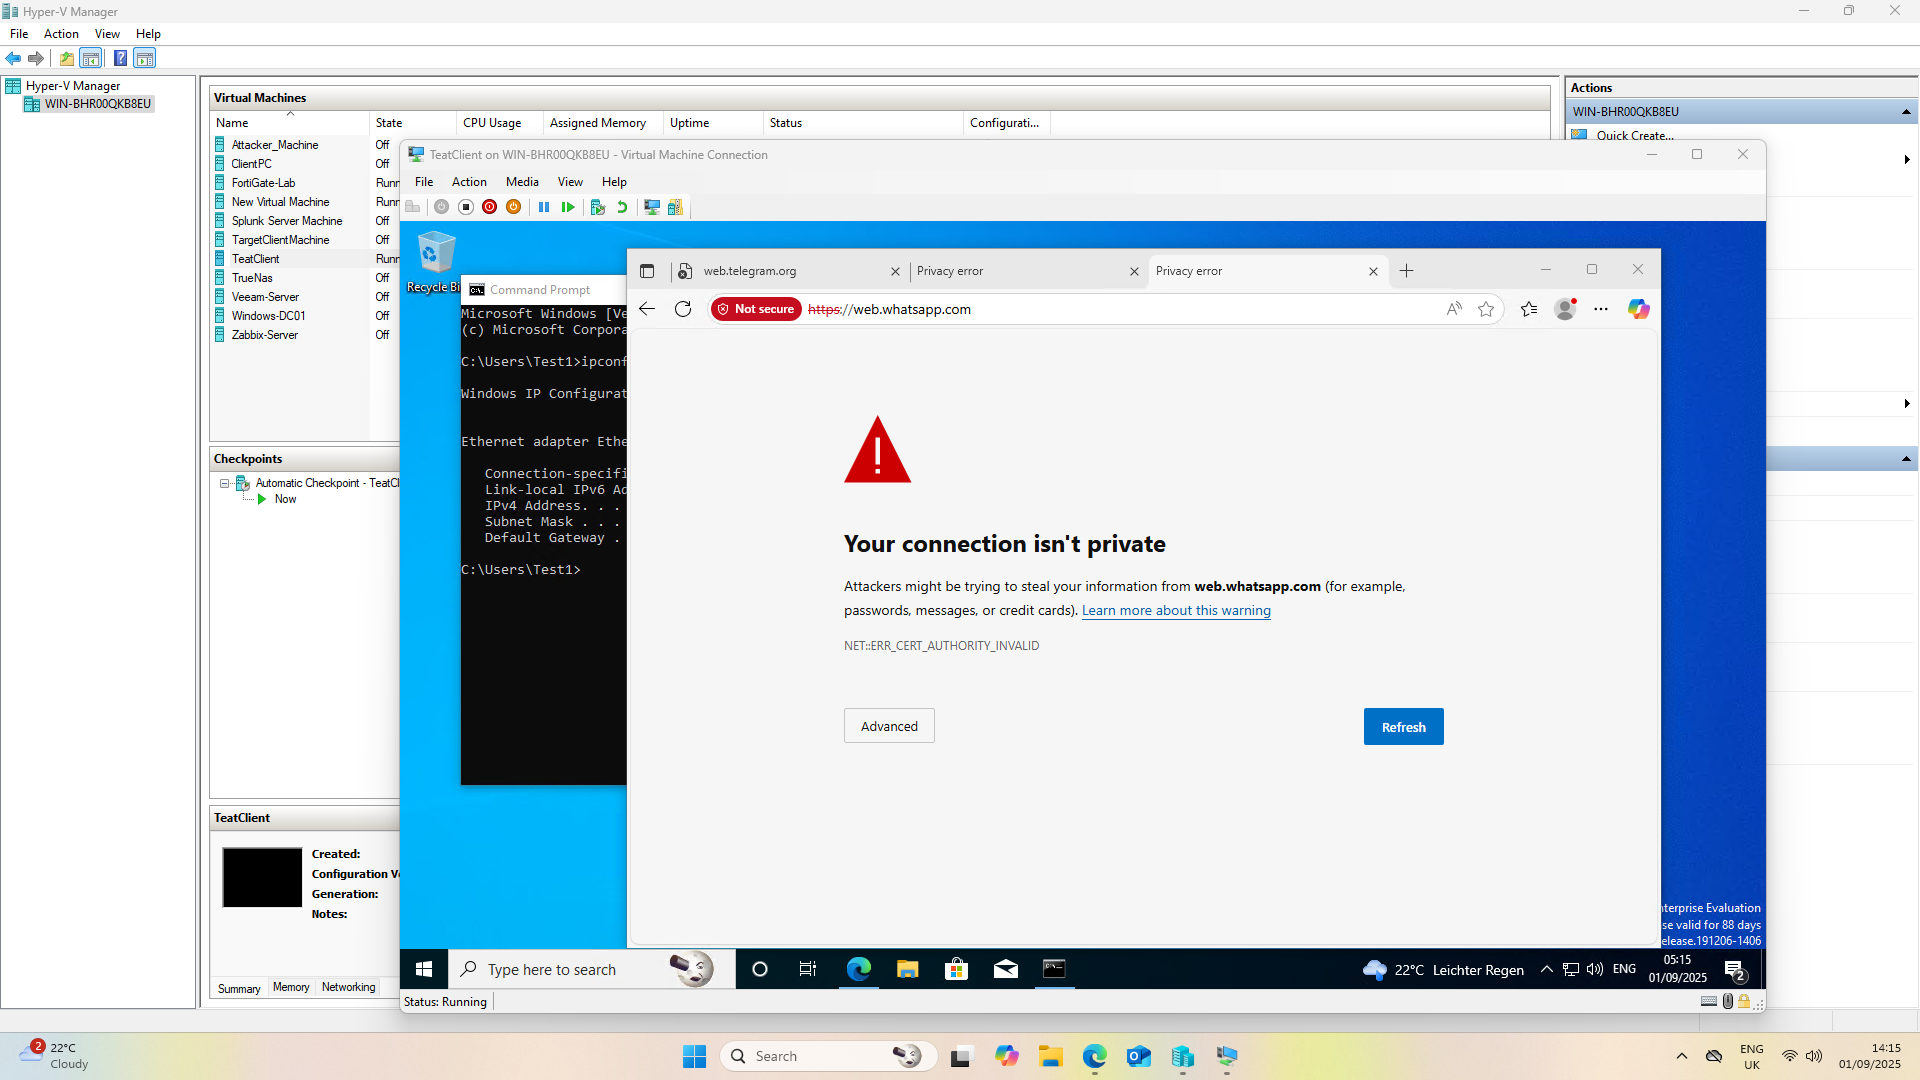 Hyper-V Manager
File Action View Help
Hyper-V Manager
WIN-BHR00QKB8EU
Virtual Machines
Name State CPU Usage Assigned Memory Uptime Status Configurati...
Attacker_Machine Off
ClientPC Off
FortiGate-Lab Runn
New Virtual Machine Runn
Splunk Server Machine Off
TargetClientMachine Off
TeatClient Runn
TrueNas Off
Veeam-Server Off
Windows-DC01 Off
Zabbix-Server Off
Checkpoints
Automatic Checkpoint - TeatCl
Now
TeatClient
Created:
Configuration Ve
Generation:
Notes:
Summary Memory Networking
Actions
WIN-BHR00QKB8EU
Quick Create...
TeatClient on WIN-BHR00QKB8EU - Virtual Machine Connection
File Action Media View Help
Recycle Bi
Command Prompt
Microsoft Windows [Ve
(c) Microsoft Corpora
C:\Users\Test1>ipconf
Windows IP Configurat
Ethernet adapter Ethe
Connection-specifi
Link-local IPv6 Ad
IPv4 Address. . . .
Subnet Mask . . . .
Default Gateway .
C:\Users\Test1>
web.telegram.org
Privacy error
Privacy error
Not secure https://web.whatsapp.com
Your connection isn't private
Attackers might be trying to steal your information from web.whatsapp.com (for example,
passwords, messages, or credit cards). Learn more about this warning
NET::ERR_CERT_AUTHORITY_INVALID
Advanced
Refresh
nterprise Evaluation
se valid for 88 days
elease.191206-1406
Type here to search
22°C Leichter Regen
ENG
05:15
01/09/2025
2
Status: Running
2
22°C
Cloudy
Search
ENG
UK
14:15
01/09/2025